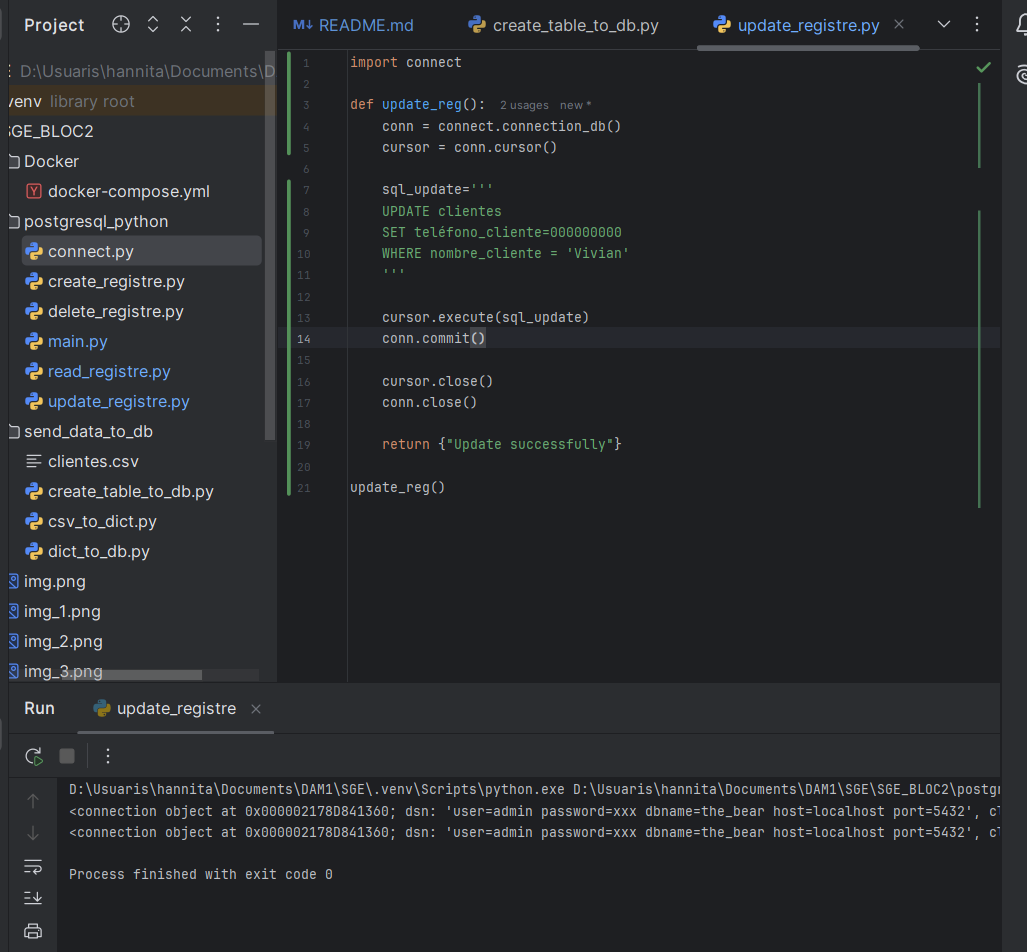 Project
D:\Usuaris\hannita\Documents\D
venv library root
SGE_BLOC2
Docker
docker-compose.yml
postgresql_python
connect.py
create_registre.py
delete_registre.py
main.py
read_registre.py
update_registre.py
send_data_to_db
clientes.csv
create_table_to_db.py
csv_to_dict.py
dict_to_db.py
img.png
img_1.png
img_2.png
img_3.png
M↓ README.md
create_table_to_db.py
update_registre.py
1 import connect
2
3 def update_reg(): 2 usages new *
4 conn = connect.connection_db()
5 cursor = conn.cursor()
6
7 sql_update='''
8 UPDATE clientes
9 SET teléfono_cliente=000000000
10 WHERE nombre_cliente = 'Vivian'
11 '''
12
13 cursor.execute(sql_update)
14 conn.commit()
15
16 cursor.close()
17 conn.close()
18
19 return {"Update successfully"}
20
21 update_reg()
Run
update_registre
D:\Usuaris\hannita\Documents\DAM1\SGE\.venv\Scripts\python.exe D:\Usuaris\hannita\Documents\DAM1\SGE\SGE_BLOC2\postgr
<connection object at 0x000002178D841360; dsn: 'user=admin password=xxx dbname=the_bear host=localhost port=5432', cl
<connection object at 0x000002178D841360; dsn: 'user=admin password=xxx dbname=the_bear host=localhost port=5432', cl
Process finished with exit code 0